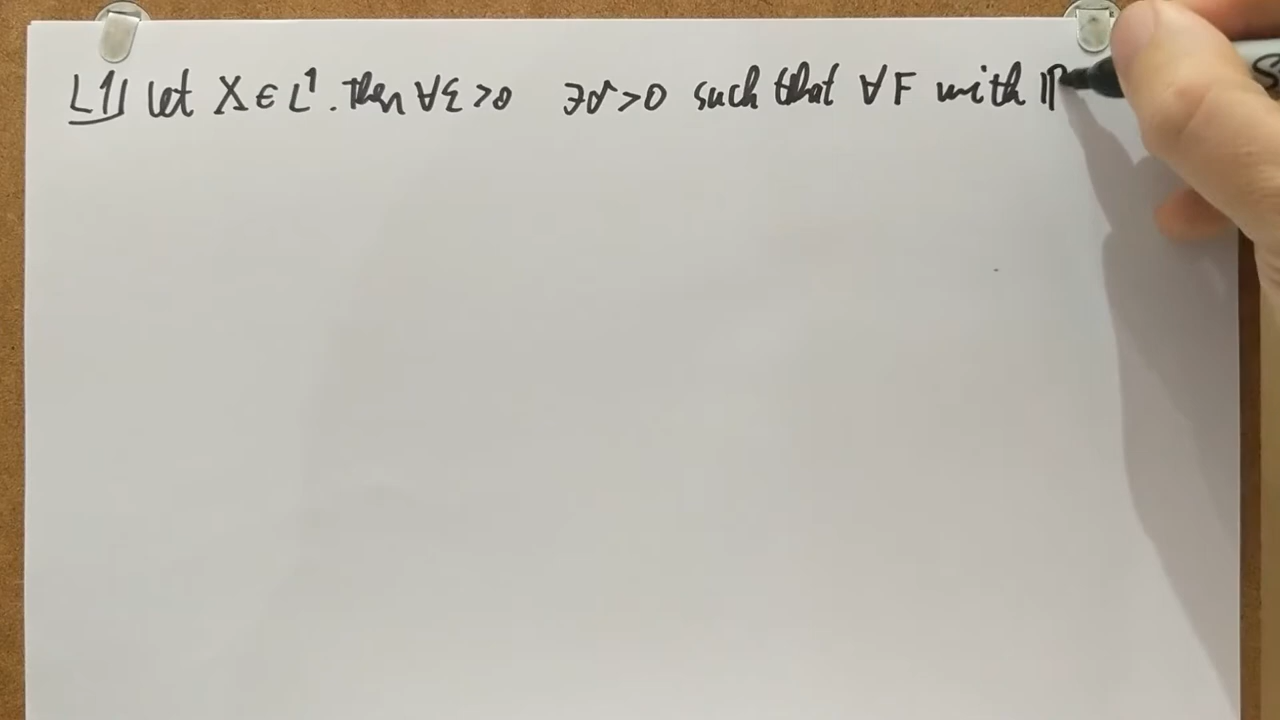 L1) Let X ∈ L¹. Then ∀ε>0 ∃δ>0 such that ∀F with ℙ